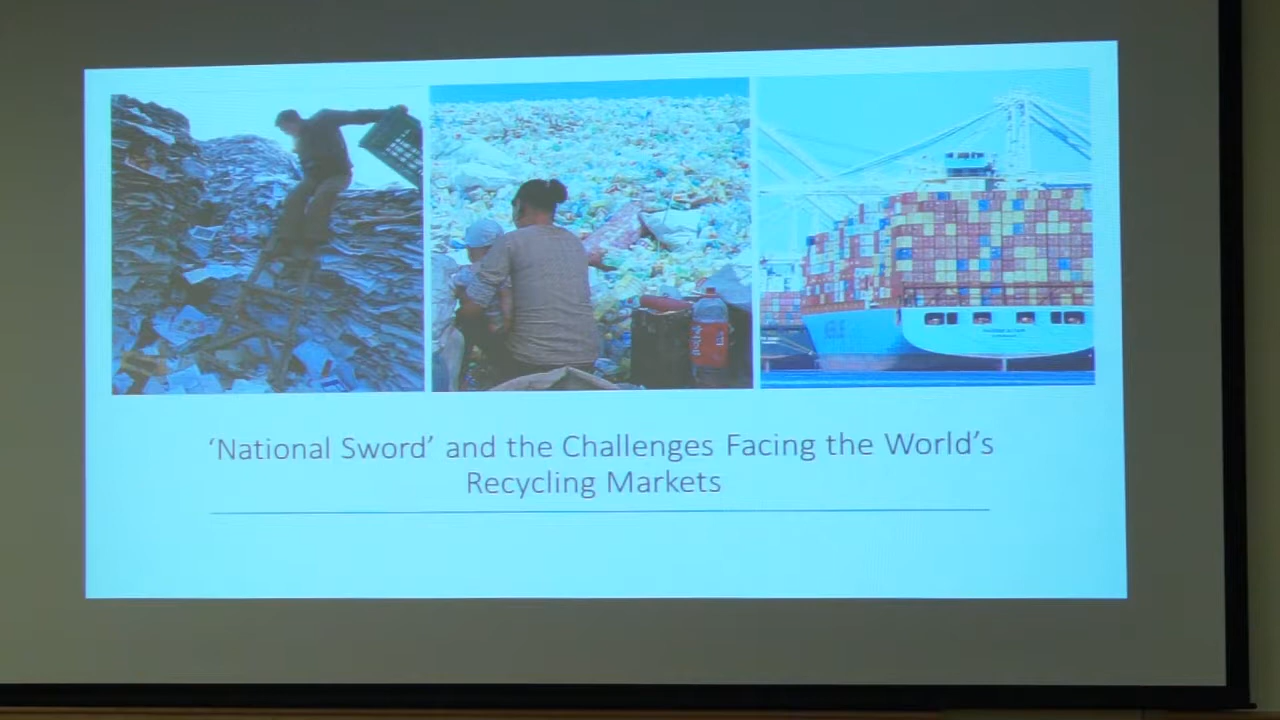 ‘National Sword’ and the Challenges Facing the World’s
Recycling Markets